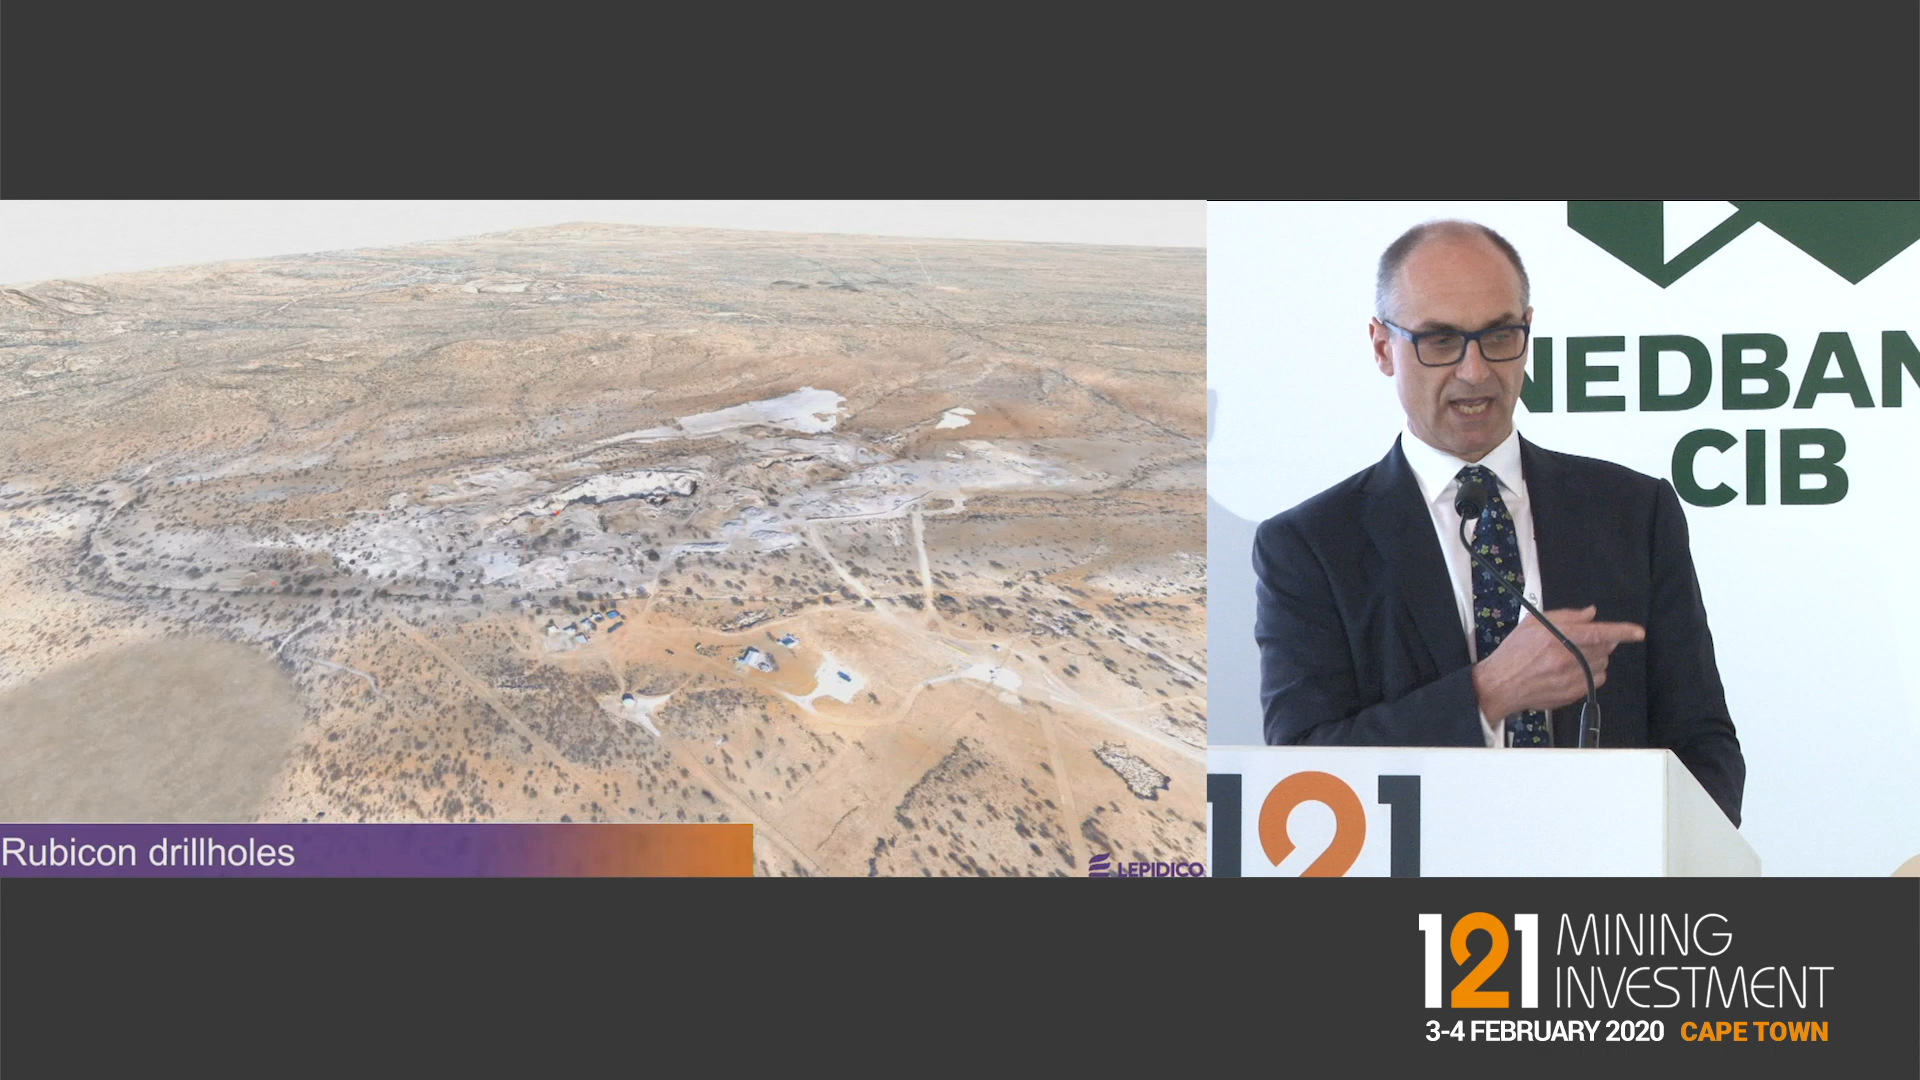 Rubicon drillholes
LEPIDICO
NEDBAN
CIB
121
121 MINING
INVESTMENT
3-4 FEBRUARY 2020 CAPE TOWN